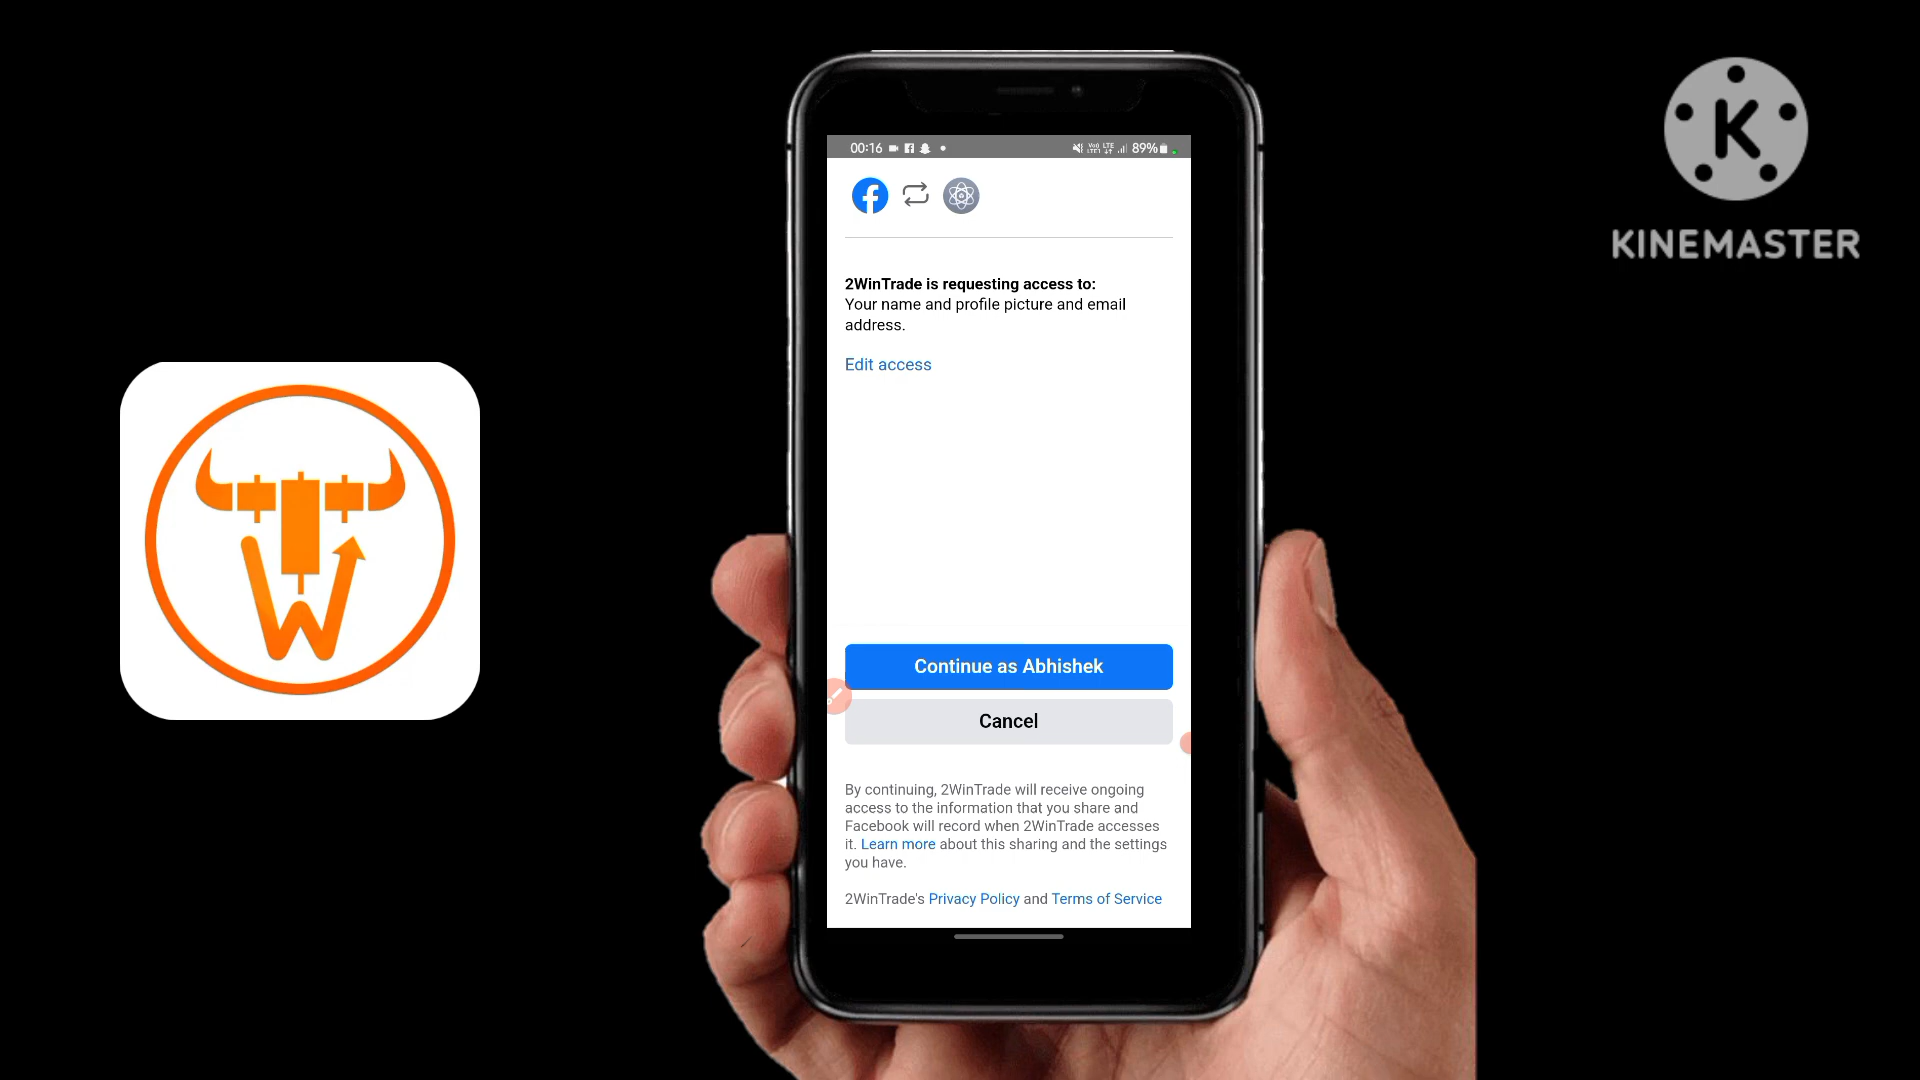 00:16
89%
2WinTrade is requesting access to:
Your name and profile picture and email
address.
Edit access
Continue as Abhishek
Cancel
By continuing, 2WinTrade will receive ongoing
access to the information that you share and
Facebook will record when 2WinTrade accesses
it. Learn more about this sharing and the settings
you have.
2WinTrade's Privacy Policy and Terms of Service
K
KINEMASTER